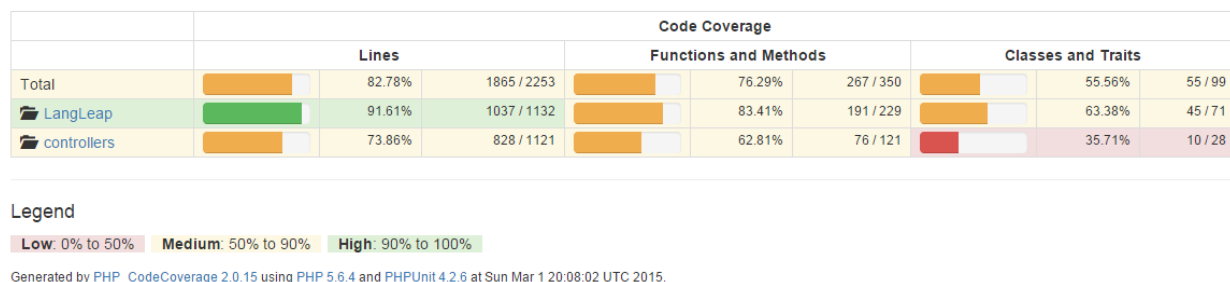 Code Coverage
Lines Functions and Methods Classes and Traits
Total 82.78% 1865 / 2253 76.29% 267 / 350 55.56% 55 / 99
LangLeap 91.61% 1037 / 1132 83.41% 191 / 229 63.38% 45 / 71
controllers 73.86% 828 / 1121 62.81% 76 / 121 35.71% 10 / 28
Legend
Low: 0% to 50% Medium: 50% to 90% High: 90% to 100%
Generated by PHP_CodeCoverage 2.0.15 using PHP 5.6.4 and PHPUnit 4.2.6 at Sun Mar 1 20:08:02 UTC 2015.